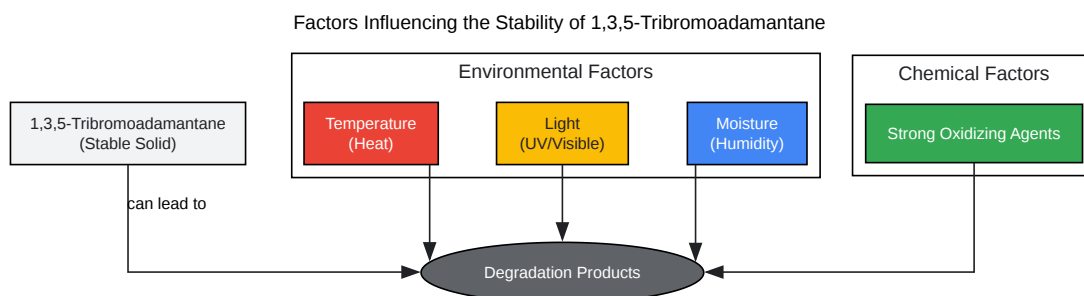 Factors Influencing the Stability of 1,3,5-Tribromoadamantane
Environmental Factors
Chemical Factors
1,3,5-Tribromoadamantane
(Stable Solid)
Temperature
(Heat)
Light
(UV/Visible)
Moisture
(Humidity)
Strong Oxidizing Agents
can lead to
Degradation Products